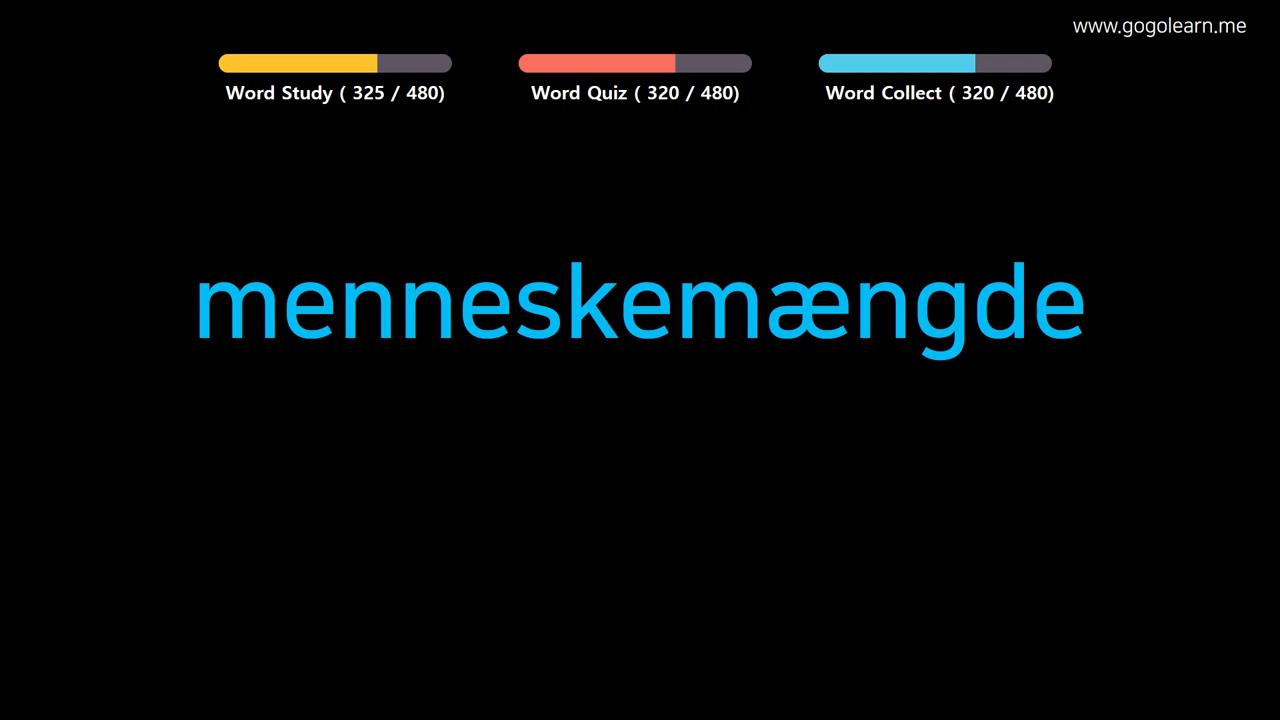 www.gogolearn.me
Word Study ( 325 / 480)
Word Quiz ( 320 / 480)
Word Collect ( 320 / 480)
menneskemængde